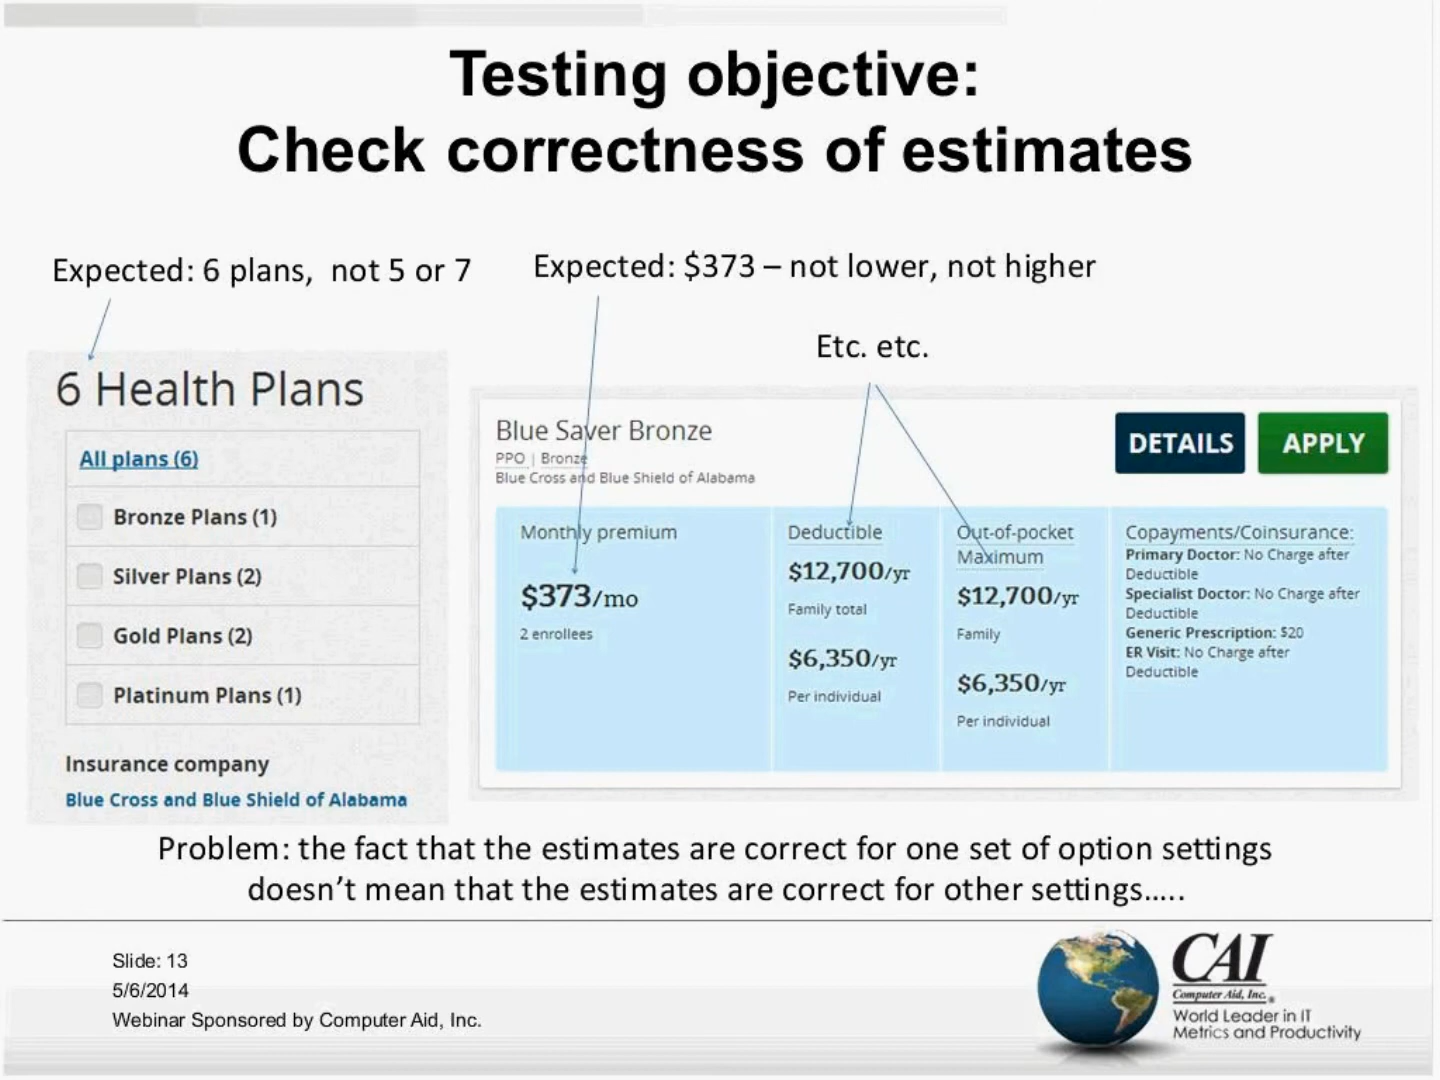 Testing objective:
Check correctness of estimates
Expected: 6 plans,  not 5 or 7
Expected: $373 – not lower, not higher
Etc. etc.
6 Health Plans
All plans (6)
Bronze Plans (1)
Silver Plans (2)
Gold Plans (2)
Platinum Plans (1)
Insurance company
Blue Cross and Blue Shield of Alabama
Blue Saver Bronze
PPO | Bronze
Blue Cross and Blue Shield of Alabama
DETAILS
APPLY
Monthly premium
$373/mo
2 enrollees
Deductible
$12,700/yr
Family total
$6,350/yr
Per individual
Out-of-pocket
Maximum
$12,700/yr
Family
$6,350/yr
Per individual
Copayments/Coinsurance:
Primary Doctor: No Charge after
Deductible
Specialist Doctor: No Charge after
Deductible
Generic Prescription: $20
ER Visit: No Charge after
Deductible
Problem: the fact that the estimates are correct for one set of option settings
doesn’t mean that the estimates are correct for other settings…..
Slide: 13
5/6/2014
Webinar Sponsored by Computer Aid, Inc.
CAI
Computer Aid, Inc.®
World Leader in IT
Metrics and Productivity